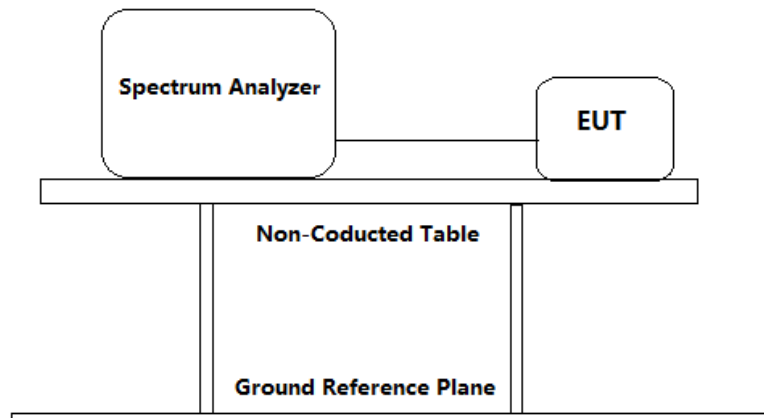 Spectrum Analyzer
EUT
Non-Coducted Table
Ground Reference Plane